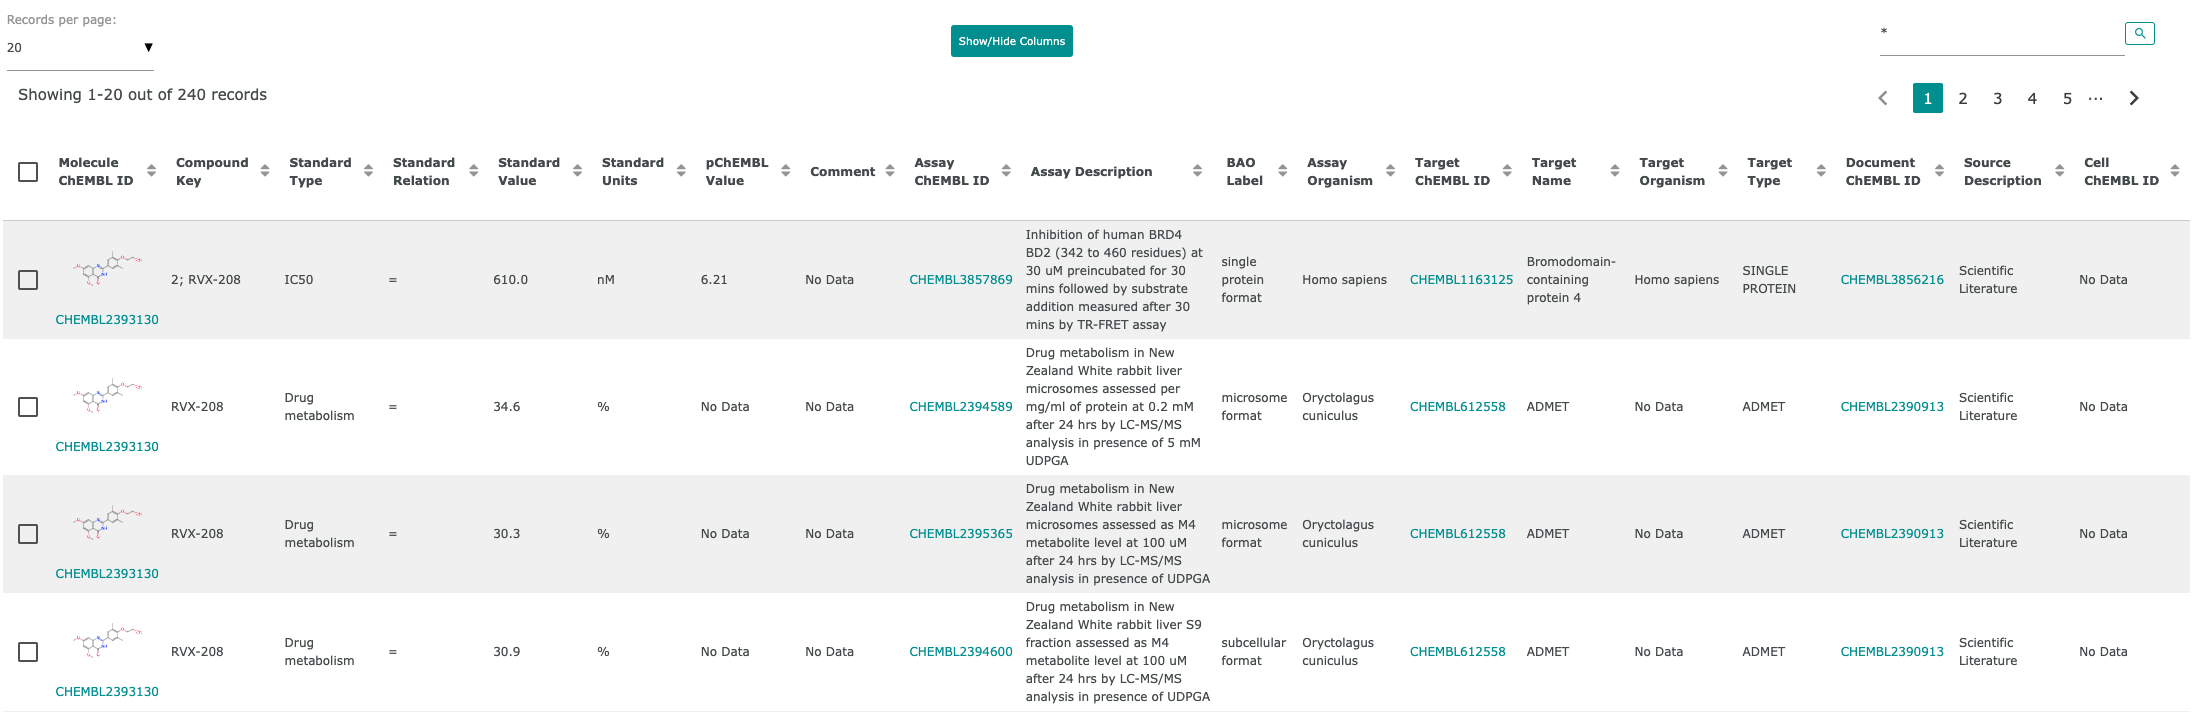 Records per page:
20
Show/Hide Columns
*
Showing 1-20 out of 240 records
1 2 3 4 5 ...
Molecule ChEMBL ID
Compound Key
Standard Type
Standard Relation
Standard Value
Standard Units
pChEMBL Value
Comment
Assay ChEMBL ID
Assay Description
BAO Label
Assay Organism
Target ChEMBL ID
Target Name
Target Organism
Target Type
Document ChEMBL ID
Source Description
Cell ChEMBL ID
CHEMBL2393130
2; RVX-208
IC50
=
610.0
nM
6.21
No Data
CHEMBL3857869
Inhibition of human BRD4
BD2 (342 to 460 residues) at
30 uM preincubated for 30
mins followed by substrate
addition measured after 30
mins by TR-FRET assay
single
protein
format
Homo sapiens
CHEMBL1163125
Bromodomain-
containing
protein 4
Homo sapiens
SINGLE
PROTEIN
CHEMBL3856216
Scientific
Literature
No Data
CHEMBL2393130
RVX-208
Drug
metabolism
=
34.6
%
No Data
No Data
CHEMBL2394589
Drug metabolism in New
Zealand White rabbit liver
microsomes assessed per
mg/ml of protein at 0.2 mM
after 24 hrs by LC-MS/MS
analysis in presence of 5 mM
UDPGA
microsome
format
Oryctolagus
cuniculus
CHEMBL612558
ADMET
No Data
ADMET
CHEMBL2390913
Scientific
Literature
No Data
CHEMBL2393130
RVX-208
Drug
metabolism
=
30.3
%
No Data
No Data
CHEMBL2395365
Drug metabolism in New
Zealand White rabbit liver
microsomes assessed as M4
metabolite level at 100 uM
after 24 hrs by LC-MS/MS
analysis in presence of UDPGA
microsome
format
Oryctolagus
cuniculus
CHEMBL612558
ADMET
No Data
ADMET
CHEMBL2390913
Scientific
Literature
No Data
CHEMBL2393130
RVX-208
Drug
metabolism
=
30.9
%
No Data
No Data
CHEMBL2394600
Drug metabolism in New
Zealand White rabbit liver S9
fraction assessed as M4
metabolite level at 100 uM
after 24 hrs by LC-MS/MS
analysis in presence of UDPGA
subcellular
format
Oryctolagus
cuniculus
CHEMBL612558
ADMET
No Data
ADMET
CHEMBL2390913
Scientific
Literature
No Data